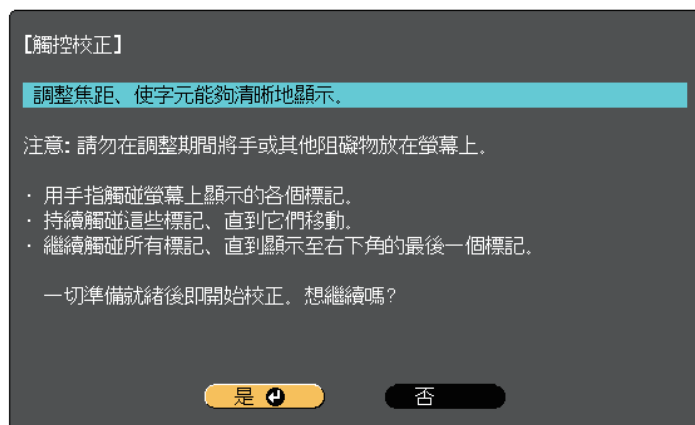 【觸控校正】
調整焦距、使字元能夠清晰地顯示．
注意: 請勿在調整期間將手或其他阻礙物放在螢幕上．
· 用手指觸碰螢幕上顯示的各個標記．
· 持續觸碰這些標記、直到它們移動．
· 繼續觸碰所有標記、直到顯示至右下角的最後一個標記．
一切準備就緒後即開始校正．想繼續嗎?
是 否